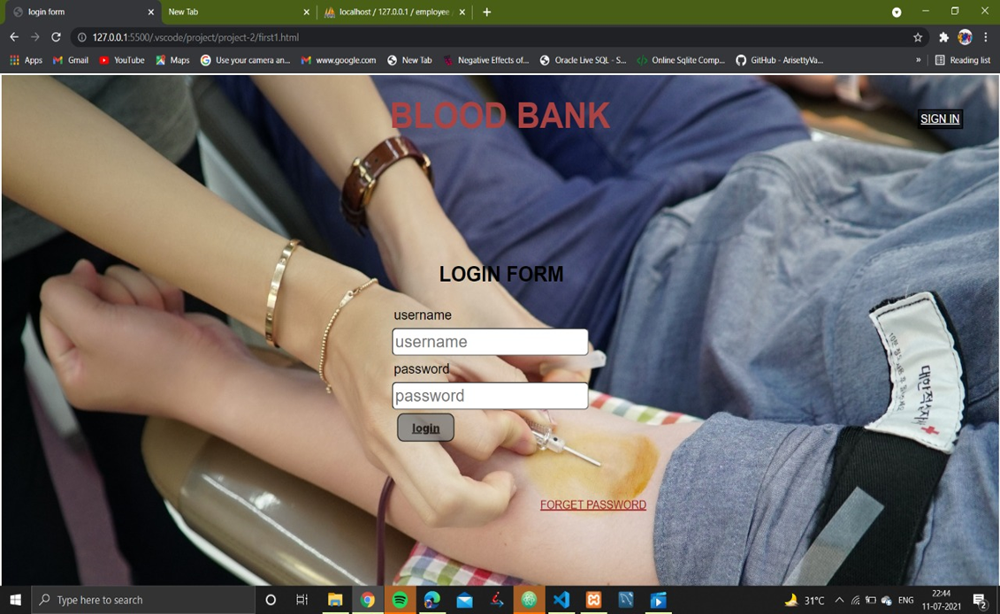 login form
New Tab
localhost / 127.0.0.1 / employee
127.0.0.1:5500/.vscode/project/project-2/first1.html
Apps
Gmail
YouTube
Maps
Use your camera an...
www.google.com
New Tab
Negative Effects of...
Oracle Live SQL - S...
Online Sqlite Comp...
GitHub - ArisettyVa...
»
Reading list
BLOOD BANK
SIGN IN
LOGIN FORM
username
username
password
password
login
FORGET PASSWORD
Type here to search
31°C
ENG
22:44
11-07-2021
2